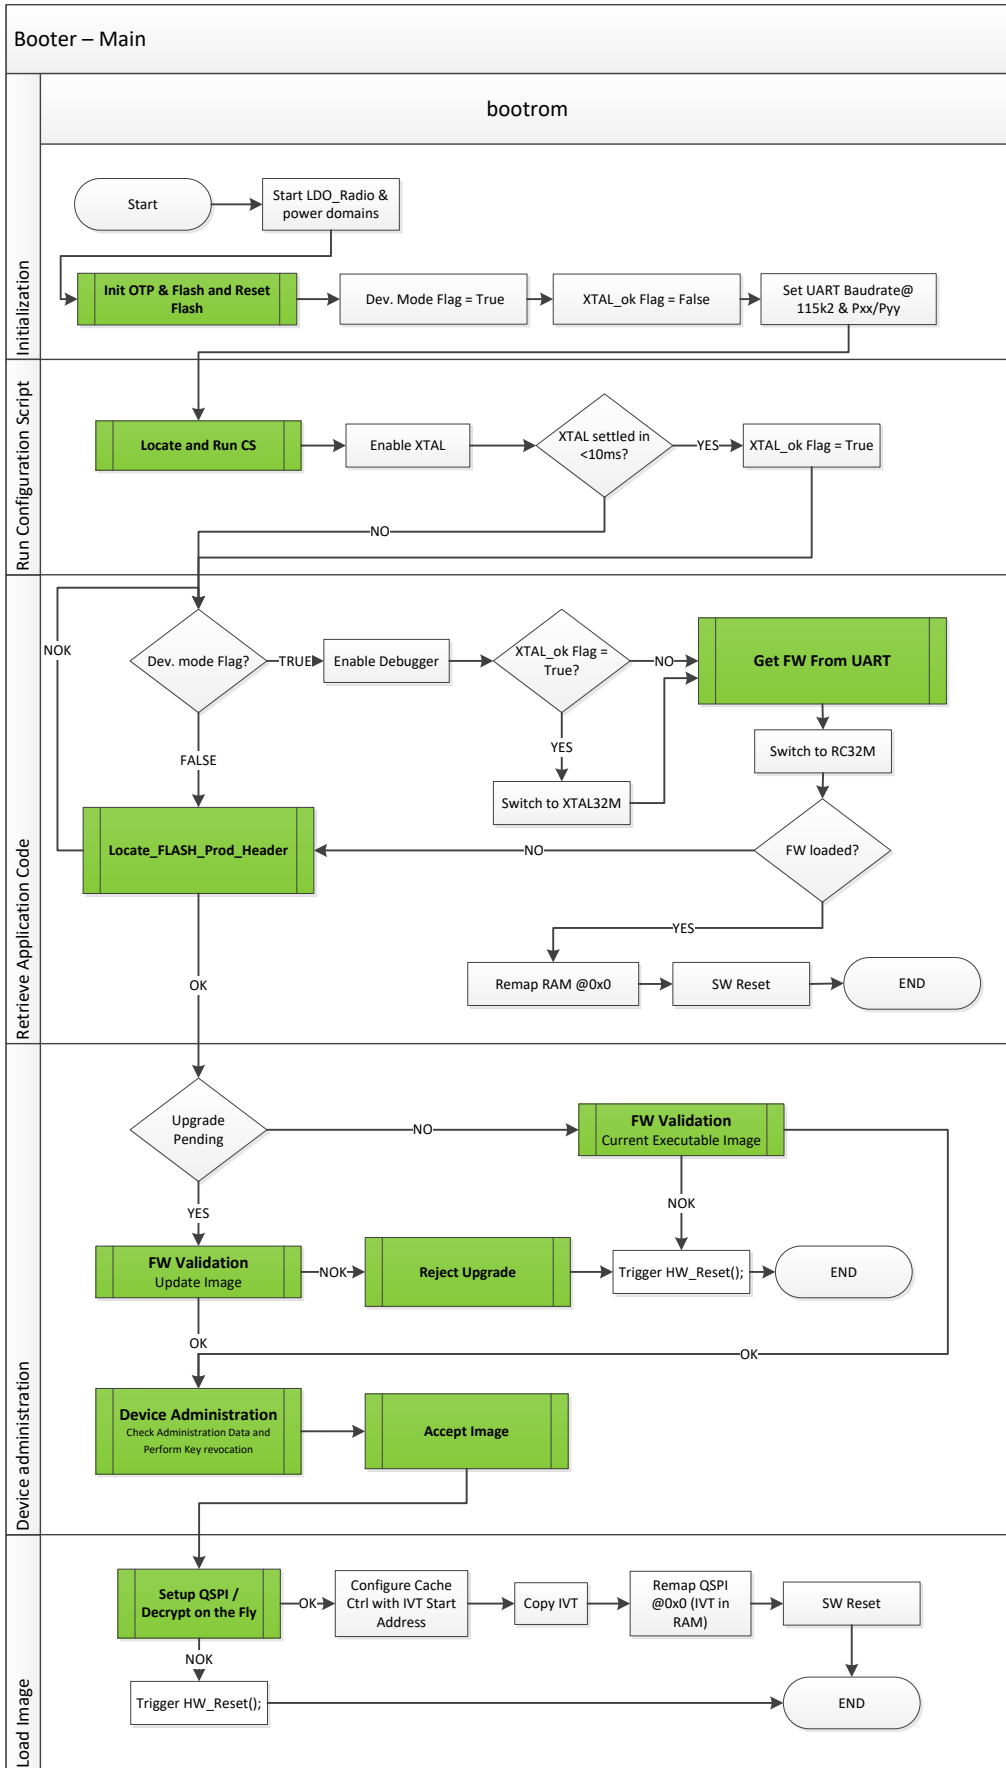 Booter – Main
bootrom
Initialization
Start
Start LDO_Radio &
power domains
Init OTP & Flash and Reset
Flash
Dev. Mode Flag = True
XTAL_ok Flag = False
Set UART Baudrate@
115k2 & Pxx/Pyy
Run Configuration Script
Locate and Run CS
Enable XTAL
XTAL settled in
<10ms?
YES
XTAL_ok Flag = True
NO
Retrieve Application Code
NOK
Dev. mode Flag?
TRUE
Enable Debugger
XTAL_ok Flag =
True?
NO
Get FW From UART
YES
Switch to XTAL32M
Switch to RC32M
FALSE
Locate_FLASH_Prod_Header
NO
FW loaded?
YES
OK
Remap RAM @0x0
SW Reset
END
Device administration
Upgrade
Pending
NO
FW Validation
Current Executable Image
YES
NOK
FW Validation
Update Image
NOK
Reject Upgrade
Trigger HW_Reset();
END
OK
OK
Device Administration
Check Administration Data and
Perform Key revocation
Accept Image
Load Image
Setup QSPI /
Decrypt on the Fly
OK
Configure Cache
Ctrl with IVT Start
Address
Copy IVT
Remap QSPI
@0x0 (IVT in
RAM)
SW Reset
NOK
Trigger HW_Reset();
END